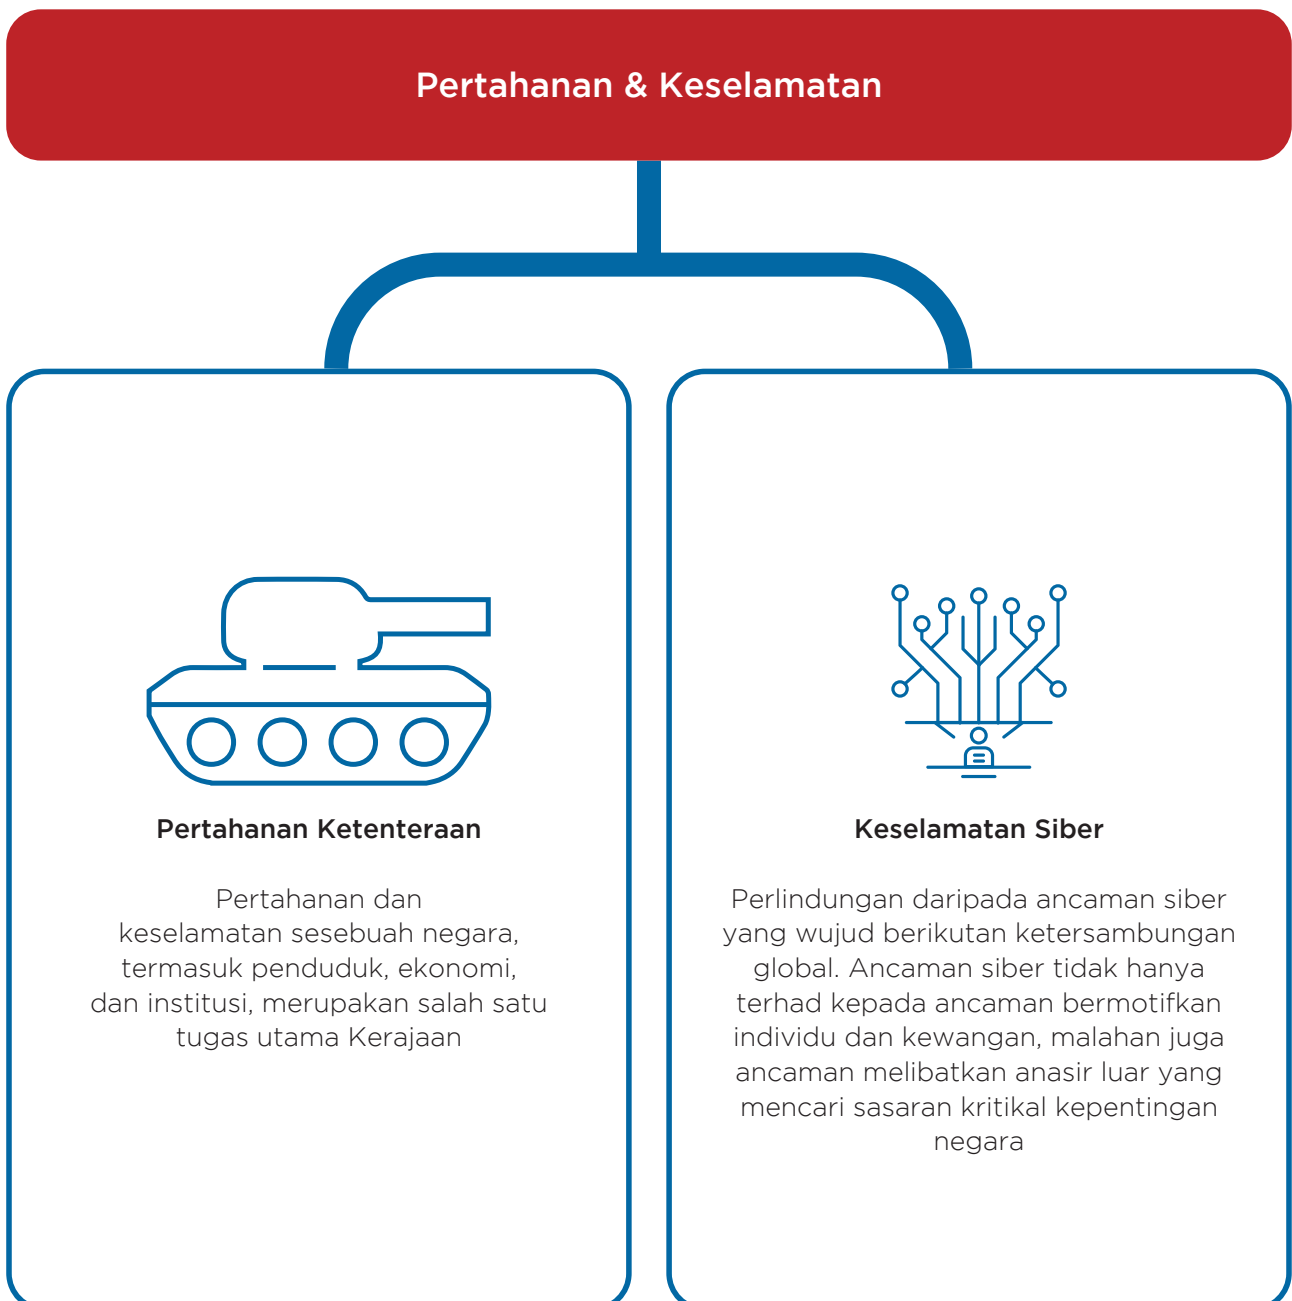 Pertahanan & Keselamatan
Pertahanan Ketenteraan
Pertahanan dan
keselamatan sesebuah negara,
termasuk penduduk, ekonomi,
dan institusi, merupakan salah satu
tugas utama Kerajaan
Keselamatan Siber
Perlindungan daripada ancaman siber
yang wujud berikutan ketersambungan
global. Ancaman siber tidak hanya
terhad kepada ancaman bermotifkan
individu dan kewangan, malahan juga
ancaman melibatkan anasir luar yang
mencari sasaran kritikal kepentingan
negara